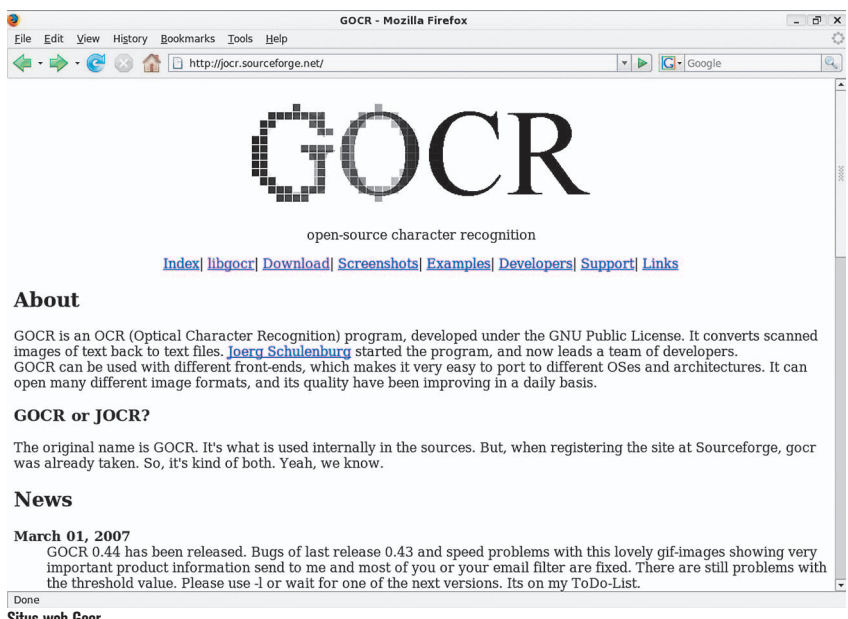 GOCR - Mozilla Firefox
File Edit View History Bookmarks Tools Help
http://jocr.sourceforge.net/
G Google
GOCR
open-source character recognition
Index| libgocr| Download| Screenshots| Examples| Developers| Support| Links
About
GOCR is an OCR (Optical Character Recognition) program, developed under the GNU Public License. It converts scanned
images of text back to text files. Joerg Schulenburg started the program, and now leads a team of developers.
GOCR can be used with different front-ends, which makes it very easy to port to different OSes and architectures. It can
open many different image formats, and its quality have been improving in a daily basis.
GOCR or JOCR?
The original name is GOCR. It's what is used internally in the sources. But, when registering the site at Sourceforge, gocr
was already taken. So, it's kind of both. Yeah, we know.
News
March 01, 2007
GOCR 0.44 has been released. Bugs of last release 0.43 and speed problems with this lovely gif-images showing very
important product information send to me and most of you or your email filter are fixed. There are still problems with
the threshold value. Please use -l or wait for one of the next versions. Its on my ToDo-List.
Done
Situs web Gocr